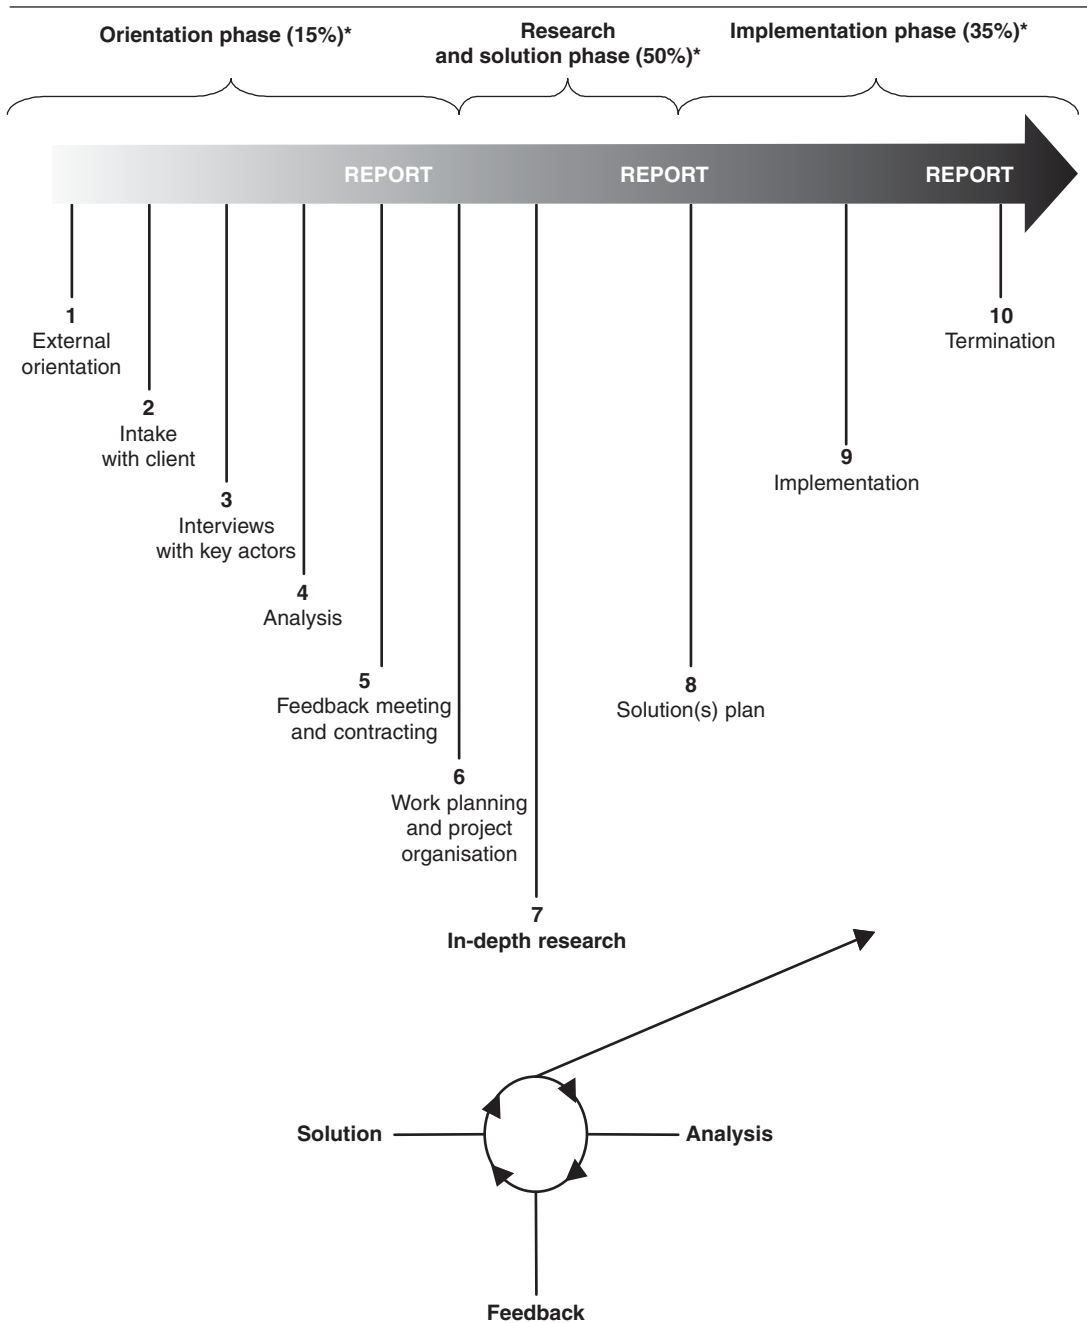 Orientation phase (15%)*
Research
and solution phase (50%)*
Implementation phase (35%)*
REPORT
REPORT
REPORT
1
External
orientation
2
Intake
with client
3
Interviews
with key actors
4
Analysis
5
Feedback meeting
and contracting
6
Work planning
and project
organisation
7
In-depth research
8
Solution(s) plan
9
Implementation
10
Termination
Solution
Analysis
Feedback